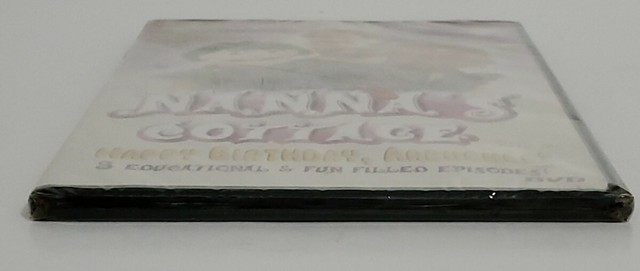 NANNA'S
COTTAGE
HAPPY BIRTHDAY,
3 EDUCATIONAL & FUN FILLED EPISODES!
DVD